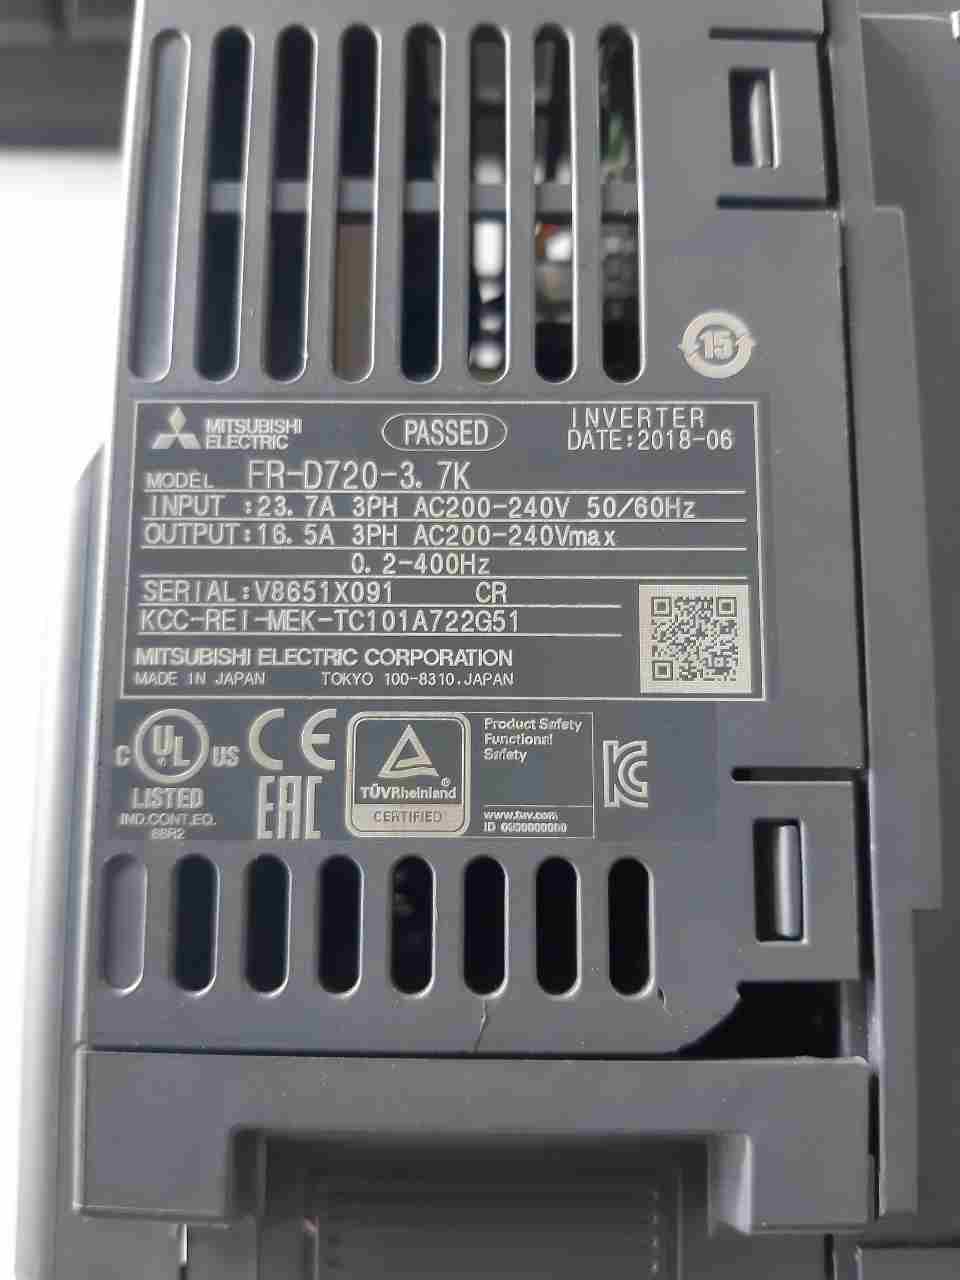 15
MITSUBISHI
ELECTRIC
PASSED
INVERTER
DATE:2018-06
MODEL FR-D720-3.7K
INPUT :23.7A 3PH AC200-240V 50/60Hz
OUTPUT:16.5A 3PH AC200-240Vmax
0.2-400Hz
SERIAL:V8651X091 CR
KCC-REI-MEK-TC101A722G51
MITSUBISHI ELECTRIC CORPORATION
MADE IN JAPAN TOKYO 100-8310,JAPAN
C UL US
LISTED
IND.CONT.EQ.
66R2
CE
EAC
TÜVRheinland®
CERTIFIED
Product Safety
Functional
Safety
www.tuv.com
ID 0600000000
KC